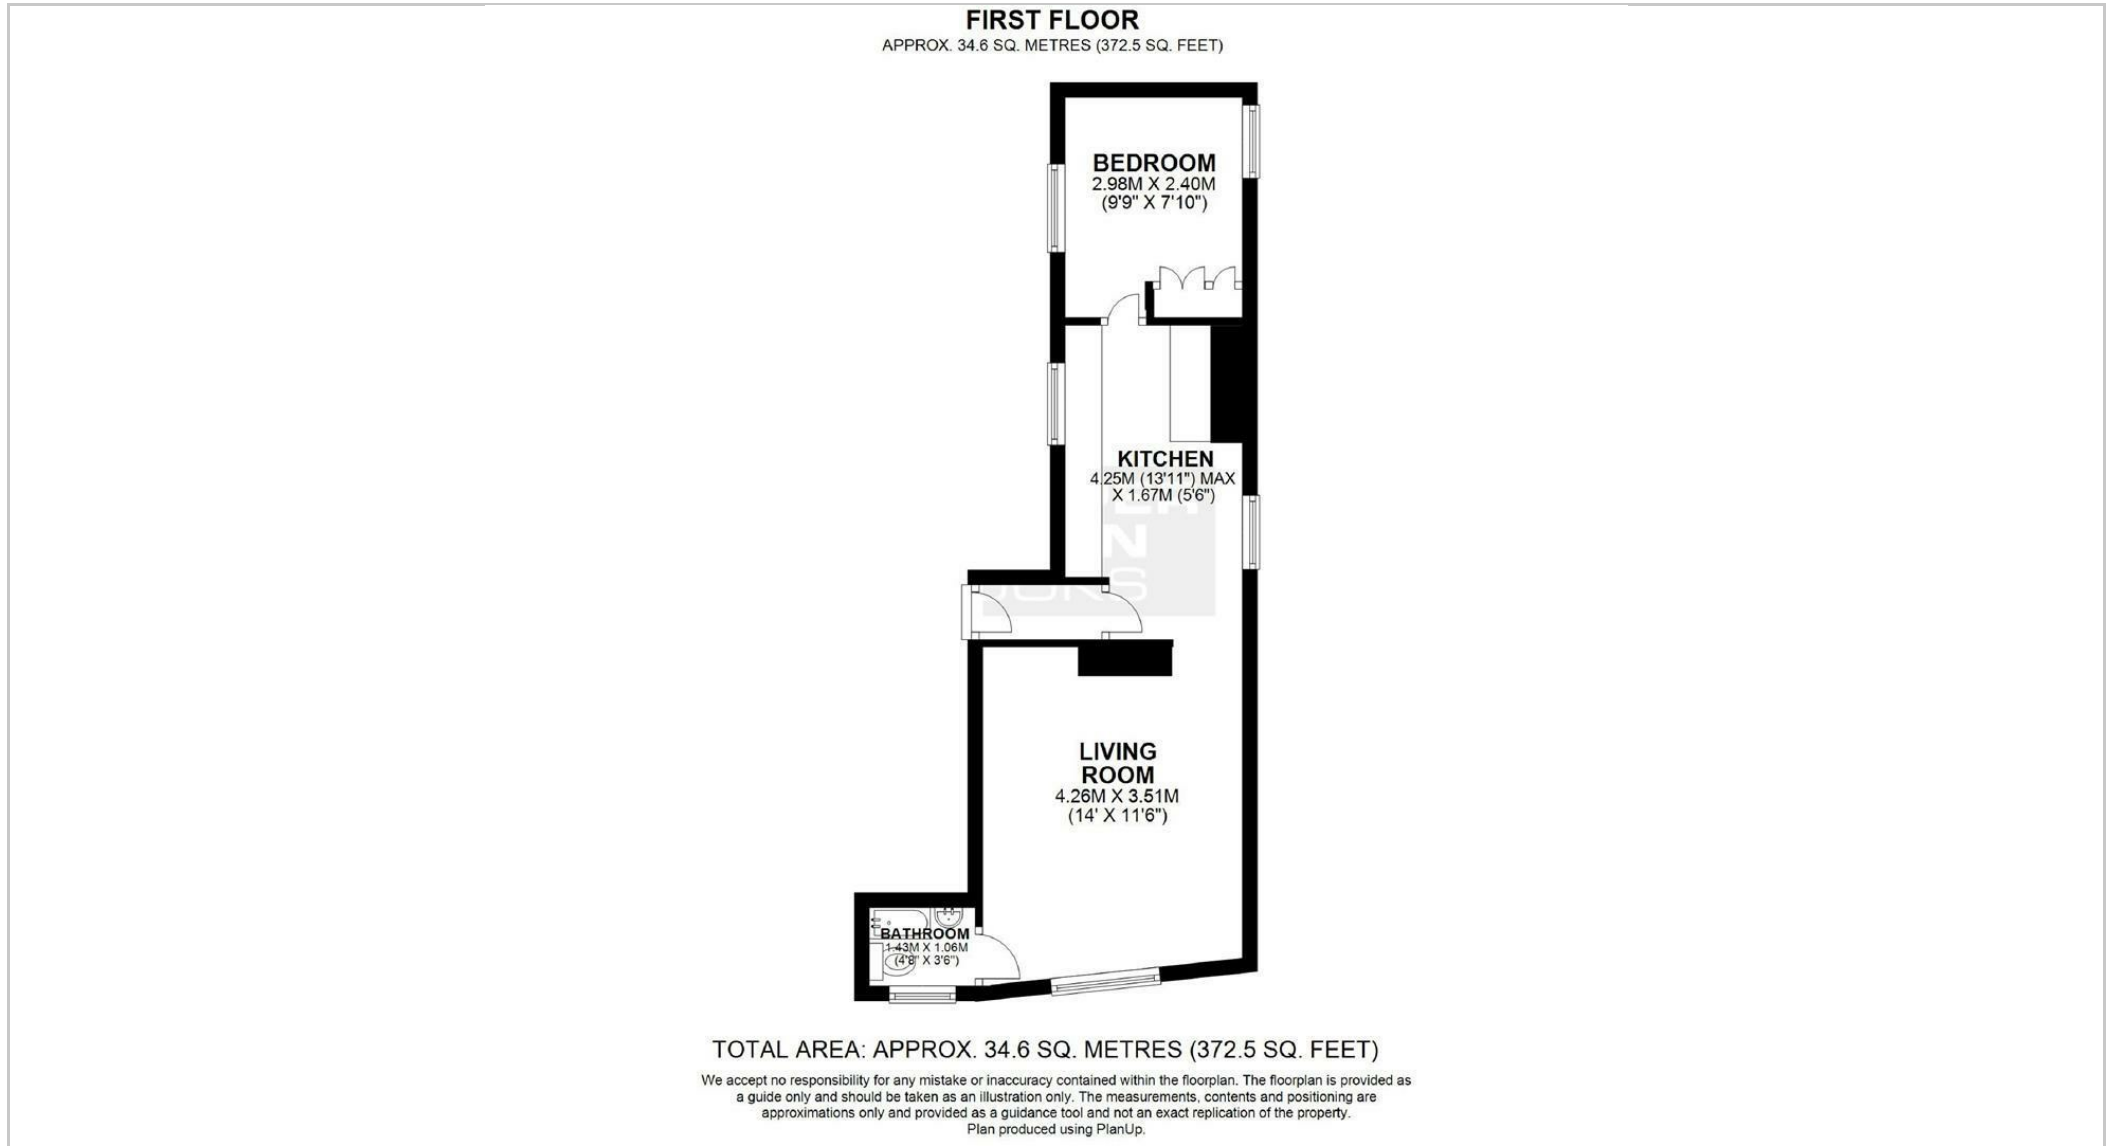 FIRST FLOOR
APPROX. 34.6 SQ. METRES (372.5 SQ. FEET)
BEDROOM
2.98M X 2.40M
(9'9" X 7'10")
KITCHEN
4.25M (13'11") MAX
X 1.67M (5'6")
LIVING
ROOM
4.26M X 3.51M
(14' X 11'6")
BATHROOM
1.43M X 1.06M
(4'8" X 3'6")
TOTAL AREA: APPROX. 34.6 SQ. METRES (372.5 SQ. FEET)
We accept no responsibility for any mistake or inaccuracy contained within the floorplan. The floorplan is provided as
a guide only and should be taken as an illustration only. The measurements, contents and positioning are
approximations only and provided as a guidance tool and not an exact replication of the property.
Plan produced using PlanUp.